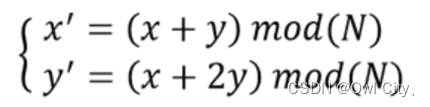 x′ = (x + y) mod(N)
y′ = (x + 2y) mod(N)
CSDN @Owl City、